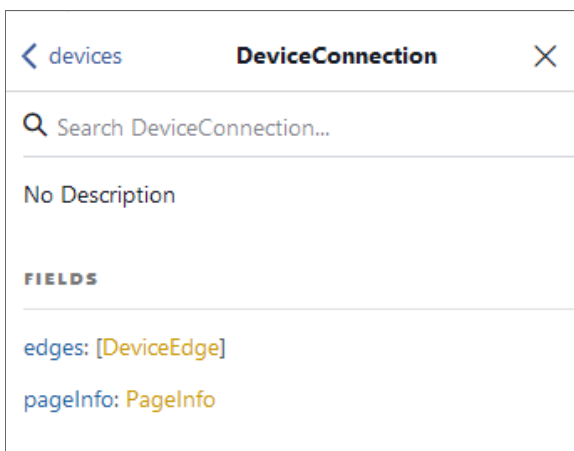 devices DeviceConnection
Search DeviceConnection...
No Description
FIELDS
edges: [DeviceEdge]
pageInfo: PageInfo